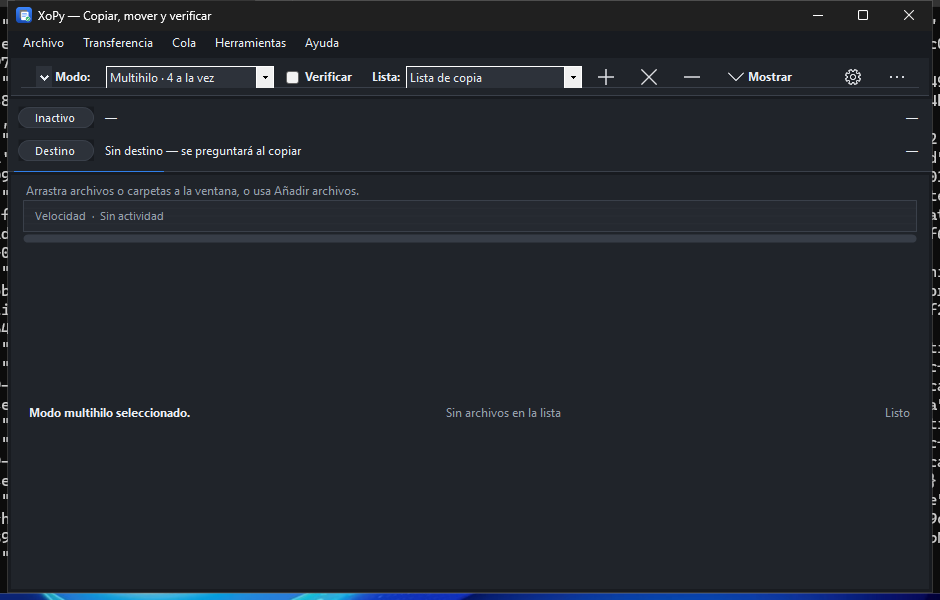 XoPy — Copiar, mover y verificar
Archivo Transferencia Cola Herramientas Ayuda
Modo: Multihilo · 4 a la vez Verificar Lista: Lista de copia Mostrar
Inactivo —
Destino Sin destino — se preguntará al copiar
Arrastra archivos o carpetas a la ventana, o usa Añadir archivos.
Velocidad · Sin actividad
Modo multihilo seleccionado. Sin archivos en la lista Listo